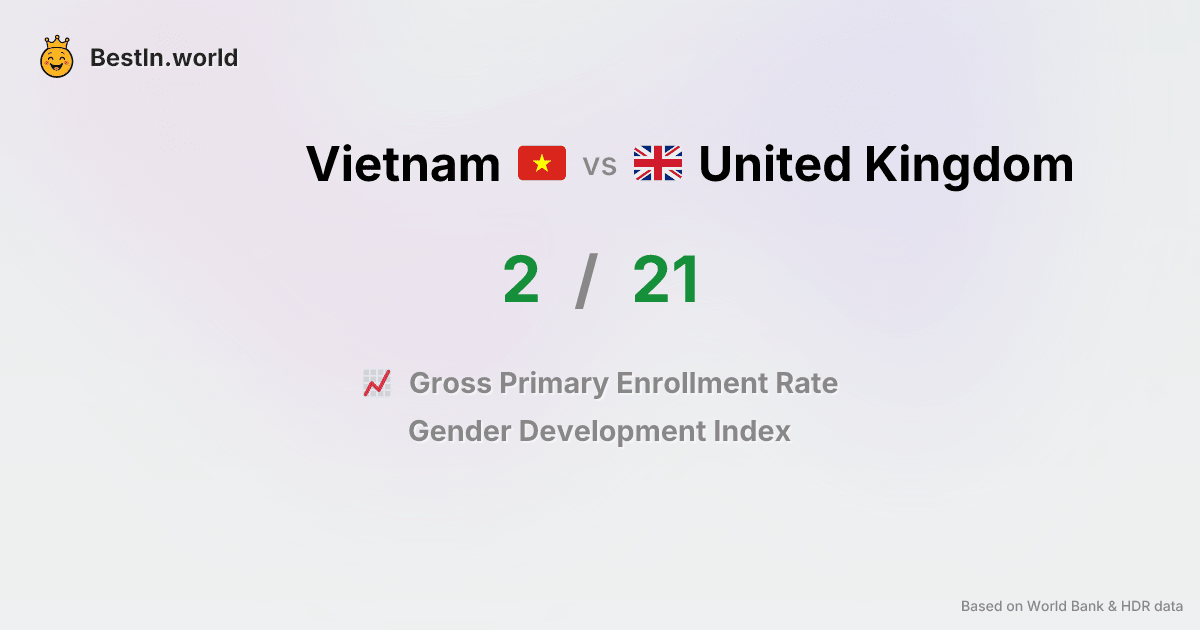 BestIn.world
Vietnam vs United Kingdom
2 / 21
Gross Primary Enrollment Rate
Gender Development Index
Based on World Bank & HDR data